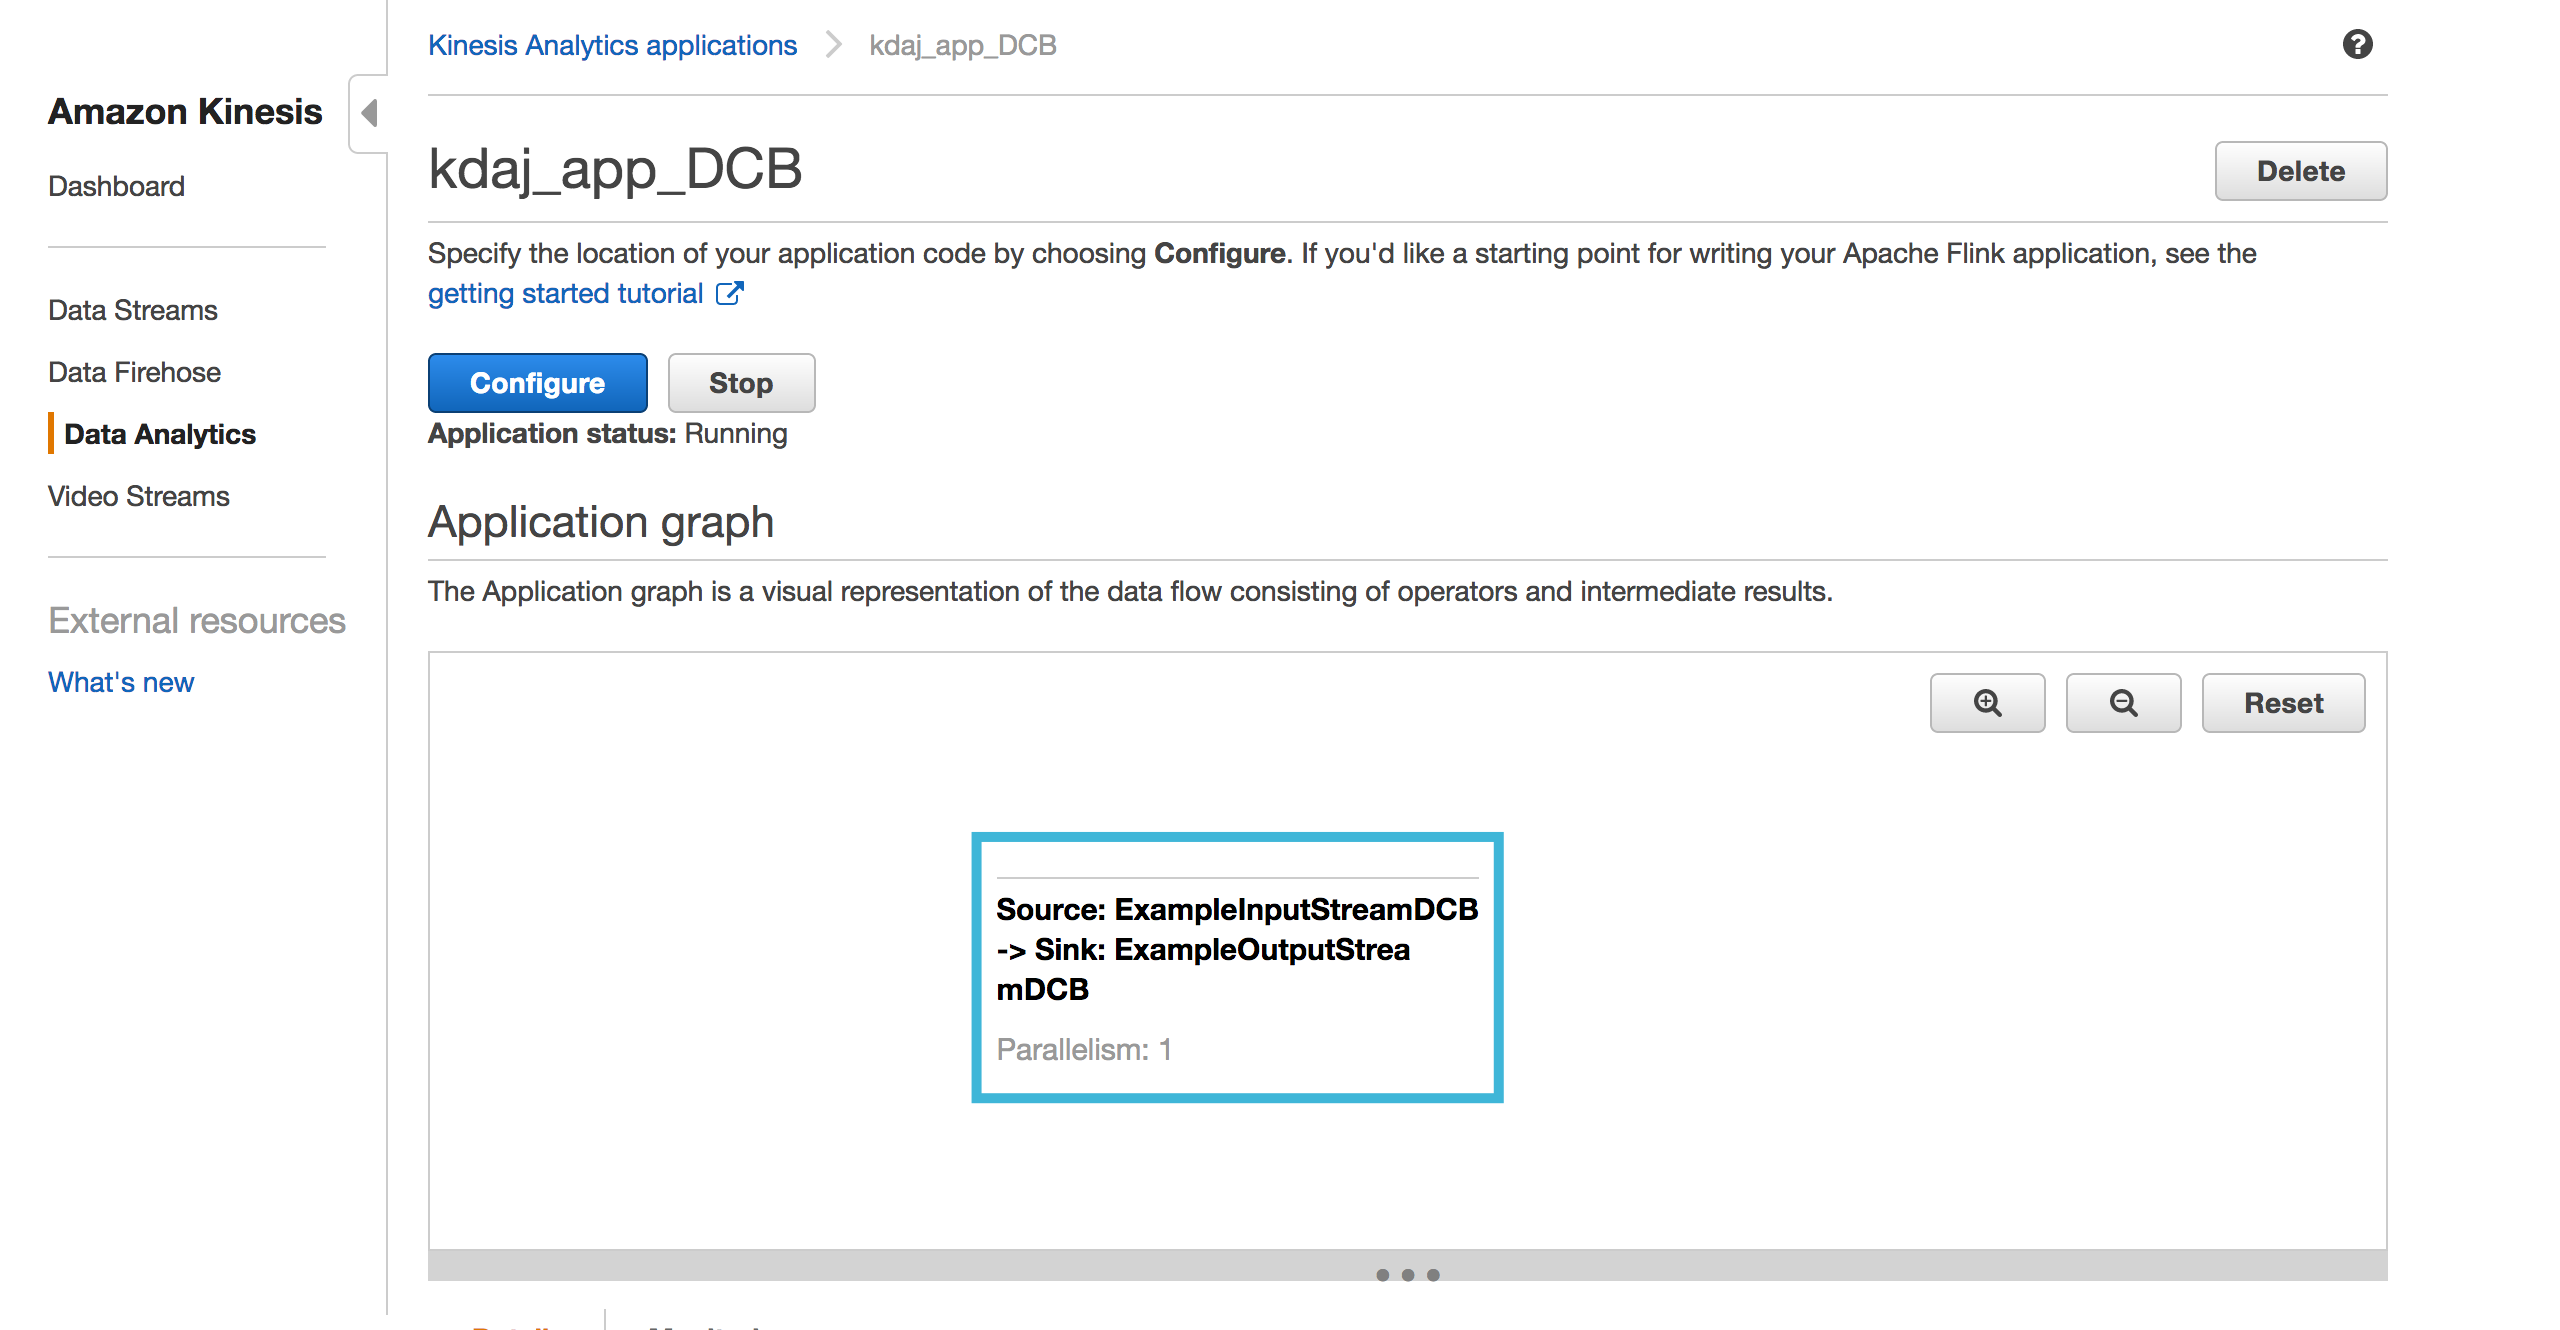 Kinesis Analytics applications
kdaj_app_DCB
Amazon Kinesis
Dashboard
Data Streams
Data Firehose
Data Analytics
Video Streams
External resources
What's new
kdaj_app_DCB
Delete
Specify the location of your application code by choosing Configure. If you'd like a starting point for writing your Apache Flink application, see the
getting started tutorial
Configure
Stop
Application status: Running
Application graph
The Application graph is a visual representation of the data flow consisting of operators and intermediate results.
Reset
Source: ExampleInputStreamDCB
-> Sink: ExampleOutputStrea
mDCB
Parallelism: 1